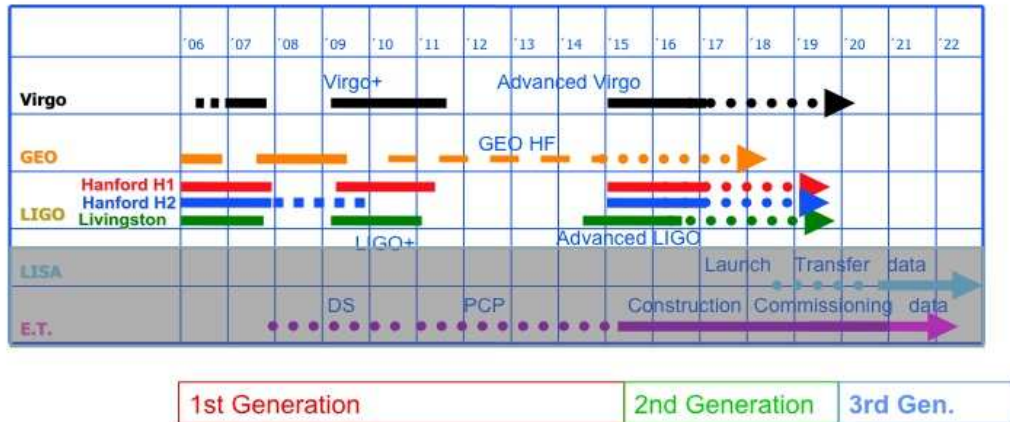 ´06 ´07 ´08 ´09 ´10 ´11 ´12 ´13 ´14 ´15 ´16 ´17 ´18 ´19 ´20 ´21 ´22
Virgo+ Advanced Virgo
Virgo
GEO HF
GEO
Hanford H1
Hanford H2
LIGO Livingston
LIGO+ Advanced LIGO
Launch Transfer data
LISA
DS PCP Construction Commissioning data
E.T.
1st Generation 2nd Generation 3rd Gen.